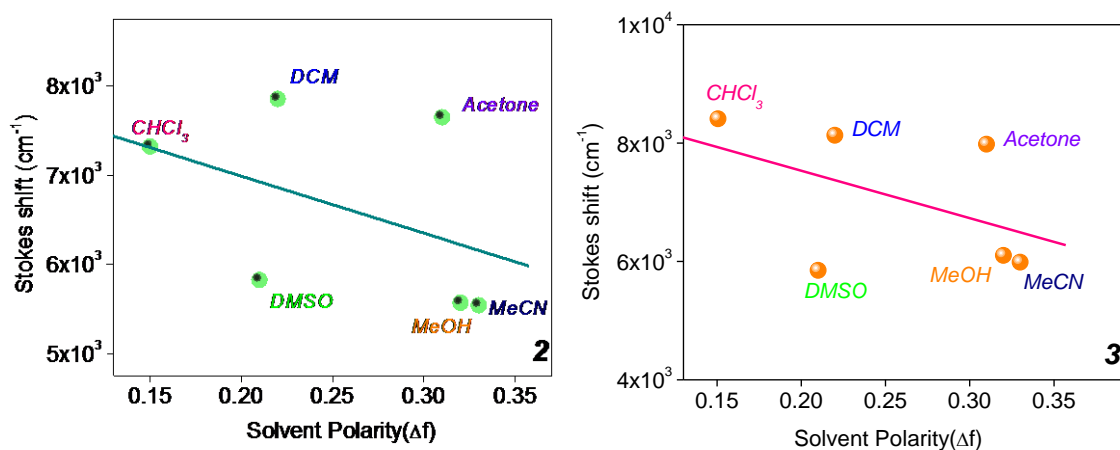 8x10³
7x10³
6x10³
5x10³
Stokes shift (cm⁻¹)
DCM
Acetone
CHCl₃
DMSO
MeOH
MeCN
2
0.15
0.20
0.25
0.30
0.35
Solvent Polarity(Δf)
1x10⁴
8x10³
6x10³
4x10³
Stokes shift (cm⁻¹)
CHCl₃
DCM
Acetone
DMSO
MeOH
MeCN
3
0.15
0.20
0.25
0.30
0.35
Solvent Polarity(Δf)